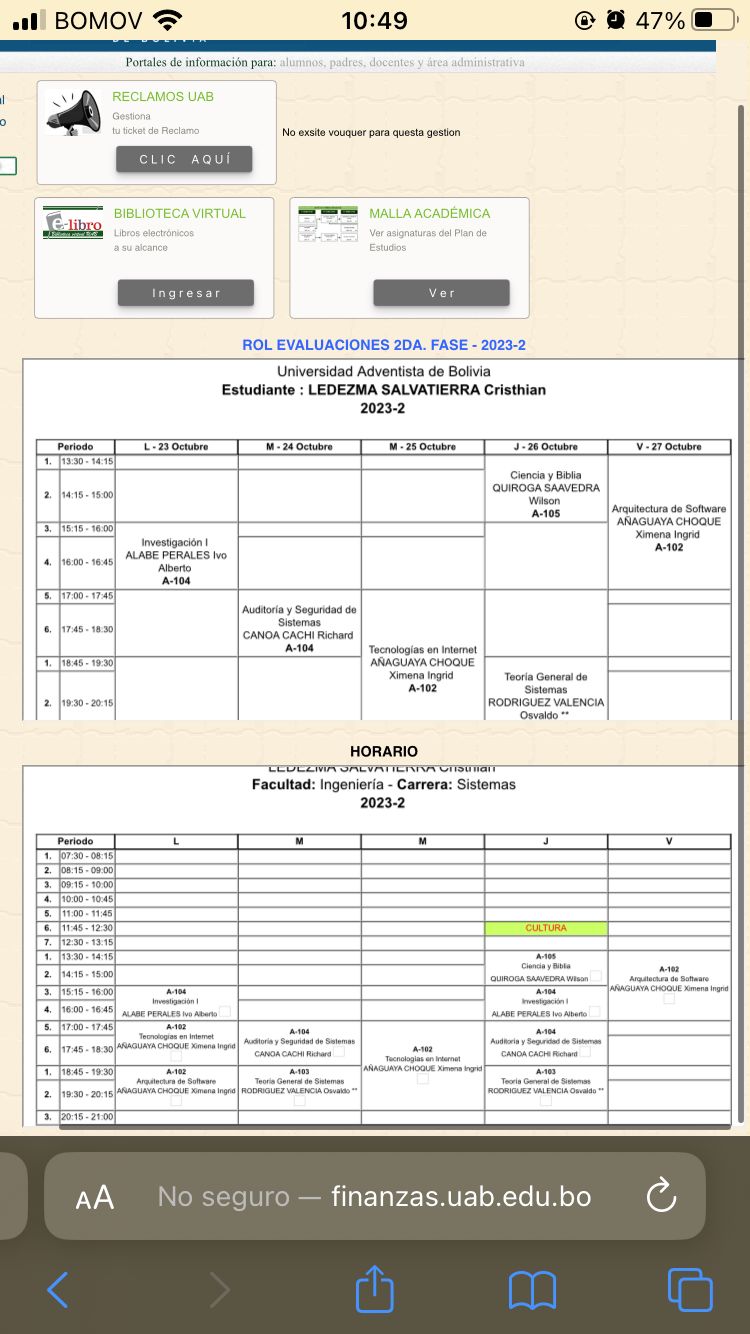 BOMOV 10:49 47%
DE BOLIVIA
Portales de información para: alumnos, padres, docentes y área administrativa
al
o
RECLAMOS UAB
Gestiona
tu ticket de Reclamo
CLIC AQUÍ
No exsite vouquer para questa gestion
e-libro
BIBLIOTECA VIRTUAL
Libros electrónicos
a su alcance
Ingresar
MALLA ACADÉMICA
Ver asignaturas del Plan de
Estudios
Ver
ROL EVALUACIONES 2DA. FASE - 2023-2
Universidad Adventista de Bolivia
Estudiante : LEDEZMA SALVATIERRA Cristhian
2023-2
Periodo L - 23 Octubre M - 24 Octubre M - 25 Octubre J - 26 Octubre V - 27 Octubre
1. 13:30 - 14:15
2. 14:15 - 15:00
Ciencia y Biblia
QUIROGA SAAVEDRA
Wilson
A-105
Arquitectura de Software
AÑAGUAYA CHOQUE
Ximena Ingrid
A-102
3. 15:15 - 16:00
4. 16:00 - 16:45
Investigación I
ALABE PERALES Ivo
Alberto
A-104
5. 17:00 - 17:45
6. 17:45 - 18:30
Auditoría y Seguridad de
Sistemas
CANOA CACHI Richard
A-104
Tecnologías en Internet
AÑAGUAYA CHOQUE
Ximena Ingrid
A-102
1. 18:45 - 19:30
2. 19:30 - 20:15
Teoría General de
Sistemas
RODRIGUEZ VALENCIA
Osvaldo **
HORARIO
LEDEZMA SALVATIERRA Cristhian
Facultad: Ingeniería - Carrera: Sistemas
2023-2
Periodo L M M J V
1. 07:30 - 08:15
2. 08:15 - 09:00
3. 09:15 - 10:00
4. 10:00 - 10:45
5. 11:00 - 11:45
6. 11:45 - 12:30 CULTURA
7. 12:30 - 13:15
1. 13:30 - 14:15
2. 14:15 - 15:00
A-105
Ciencia y Biblia
QUIROGA SAAVEDRA Wilson
A-102
Arquitectura de Software
AÑAGUAYA CHOQUE Ximena Ingrid
3. 15:15 - 16:00
4. 16:00 - 16:45
A-104
Investigación I
ALABE PERALES Ivo Alberto
A-104
Investigación I
ALABE PERALES Ivo Alberto
5. 17:00 - 17:45
6. 17:45 - 18:30
A-102
Tecnologías en Internet
AÑAGUAYA CHOQUE Ximena Ingrid
A-104
Auditoría y Seguridad de Sistemas
CANOA CACHI Richard
A-102
Tecnologías en Internet
AÑAGUAYA CHOQUE Ximena Ingrid
A-104
Auditoría y Seguridad de Sistemas
CANOA CACHI Richard
1. 18:45 - 19:30
2. 19:30 - 20:15
A-102
Arquitectura de Software
AÑAGUAYA CHOQUE Ximena Ingrid
A-103
Teoría General de Sistemas
RODRIGUEZ VALENCIA Osvaldo **
A-103
Teoría General de Sistemas
RODRIGUEZ VALENCIA Osvaldo **
3. 20:15 - 21:00
AA No seguro — finanzas.uab.edu.bo